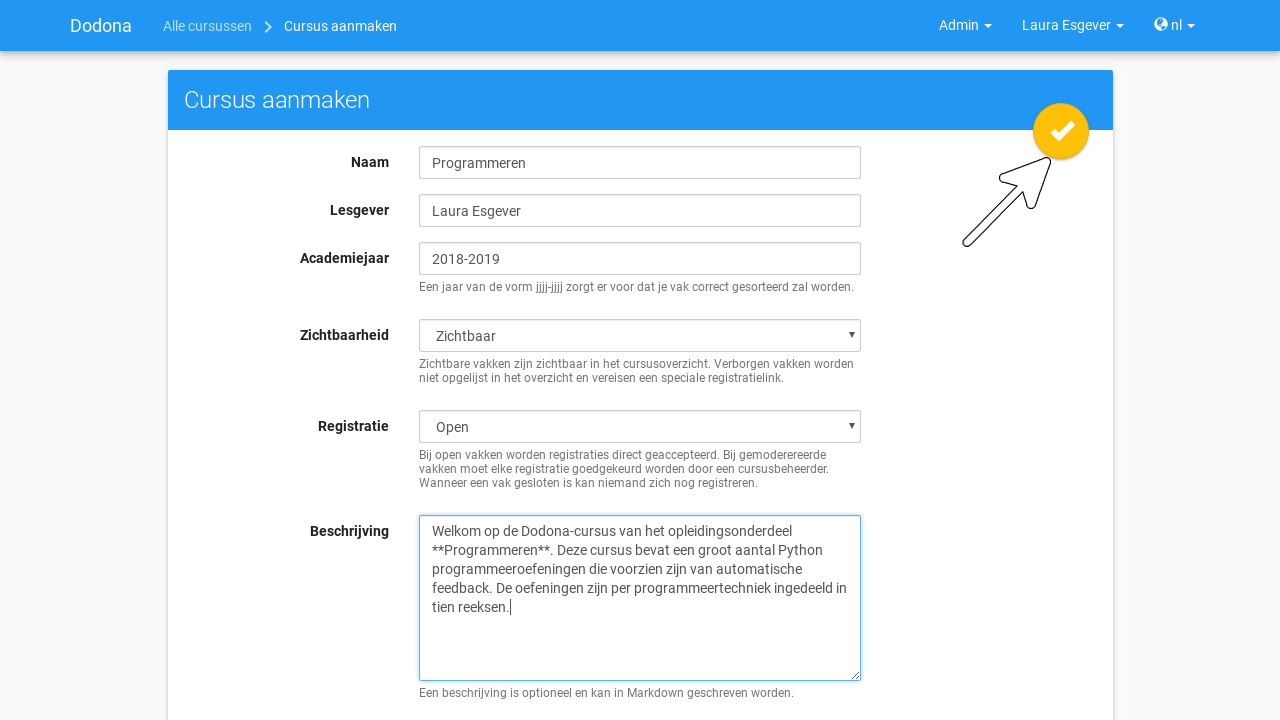 Dodona Alle cursussen Cursus aanmaken Admin Laura Esgever nl
Cursus aanmaken
Naam Programmeren
Lesgever Laura Esgever
Academiejaar 2018-2019
Een jaar van de vorm jjjj-jjjj zorgt er voor dat je vak correct gesorteerd zal worden.
Zichtbaarheid Zichtbaar
Zichtbare vakken zijn zichtbaar in het cursusoverzicht. Verborgen vakken worden
niet opgelijst in het overzicht en vereisen een speciale registratielink.
Registratie Open
Bij open vakken worden registraties direct geaccepteerd. Bij gemoderereerde
vakken moet elke registratie goedgekeurd worden door een cursusbeheerder.
Wanneer een vak gesloten is kan niemand zich nog registreren.
Beschrijving Welkom op de Dodona-cursus van het opleidingsonderdeel
**Programmeren**. Deze cursus bevat een groot aantal Python
programmeeroefeningen die voorzien zijn van automatische
feedback. De oefeningen zijn per programmeertechniek ingedeeld in
tien reeksen.
Een beschrijving is optioneel en kan in Markdown geschreven worden.